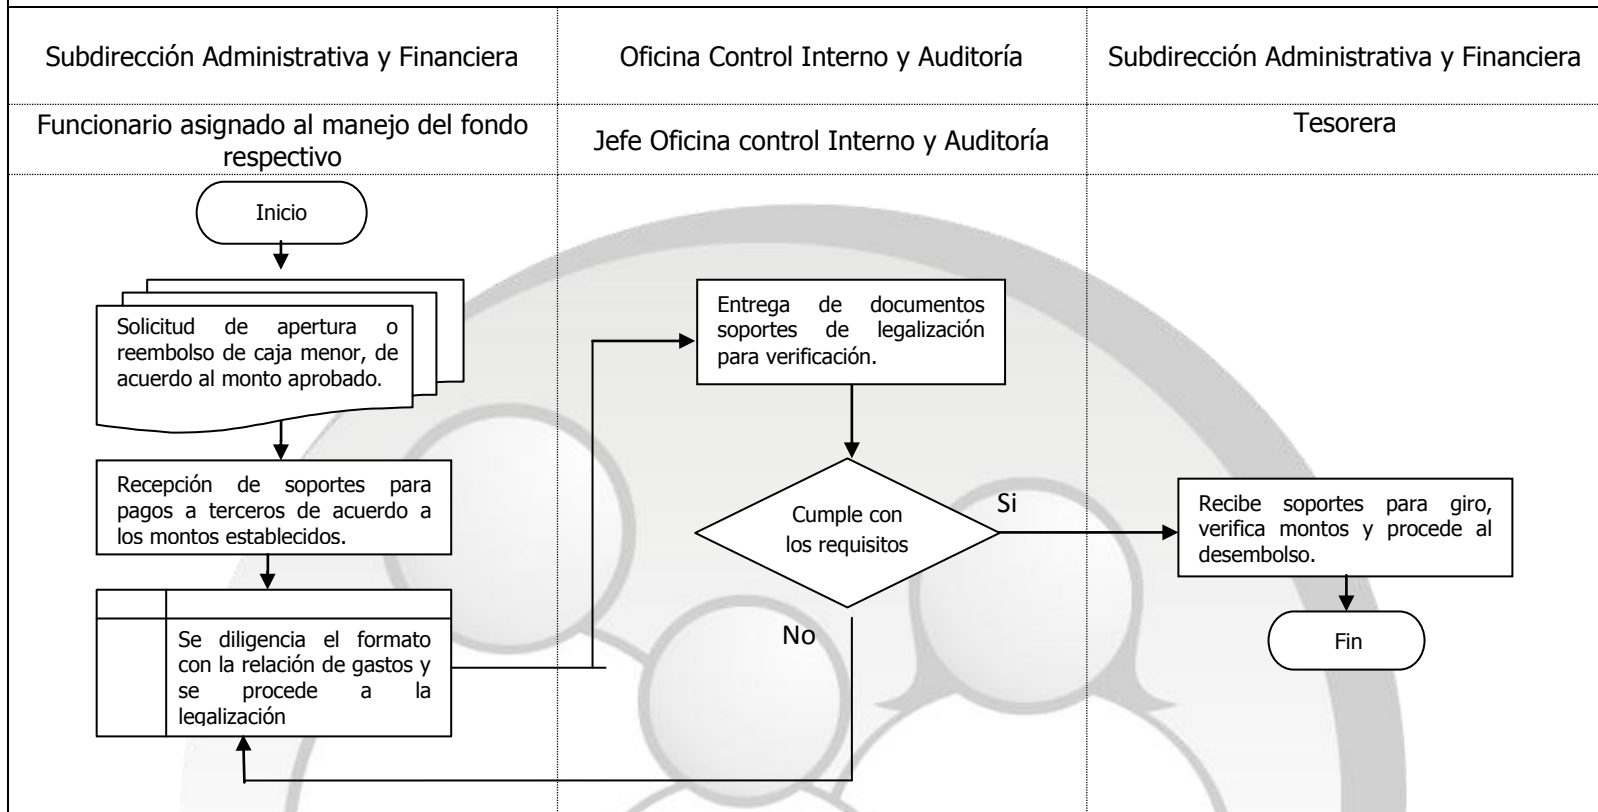 Subdirección Administrativa y Financiera
Oficina Control Interno y Auditoría
Subdirección Administrativa y Financiera
Funcionario asignado al manejo del fondo
respectivo
Jefe Oficina control Interno y Auditoría
Tesorera
Inicio
Solicitud de apertura o
reembolso de caja menor, de
acuerdo al monto aprobado.
Recepción de soportes para
pagos a terceros de acuerdo a
los montos establecidos.
Se diligencia el formato
con la relación de gastos y
se procede a la
legalización
Entrega de documentos
soportes de legalización
para verificación.
Cumple con
los requisitos
Si
No
Recibe soportes para giro,
verifica montos y procede al
desembolso.
Fin